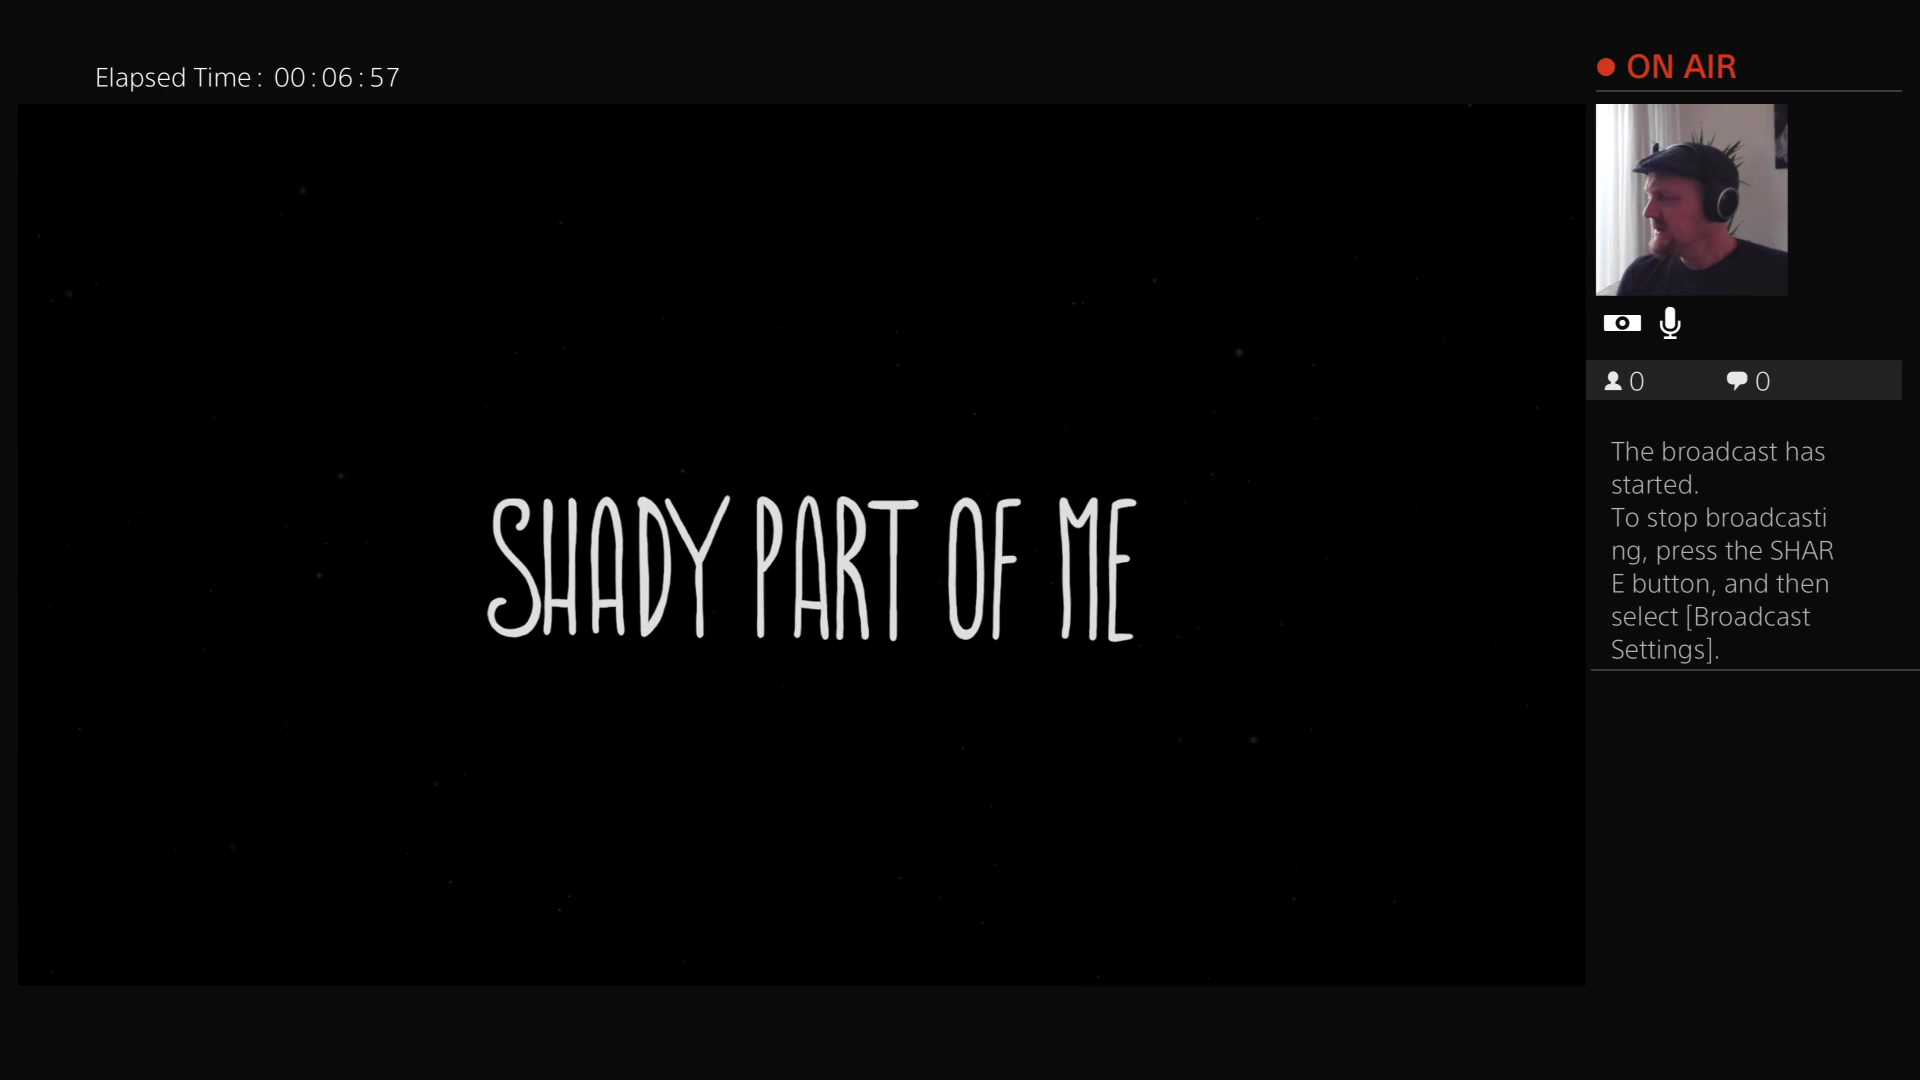 Elapsed Time : 00:06:57
ON AIR
0 0
The broadcast has
started.
To stop broadcasti
ng, press the SHAR
E button, and then
select [Broadcast
Settings].
SHADY PART OF ME